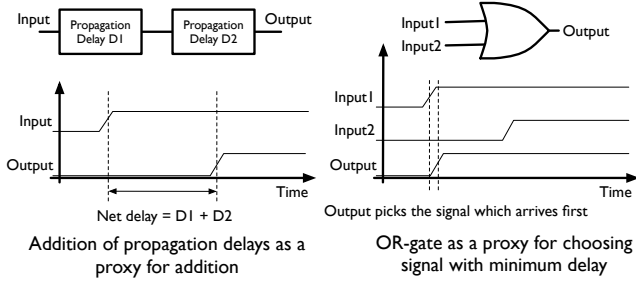 Input
Propagation
Delay D1
Propagation
Delay D2
Output
Input
Output
Time
Net delay = D1 + D2
Addition of propagation delays as a
proxy for addition
Input1
Input2
Output
Input1
Input2
Output
Time
Output picks the signal which arrives first
OR-gate as a proxy for choosing
signal with minimum delay